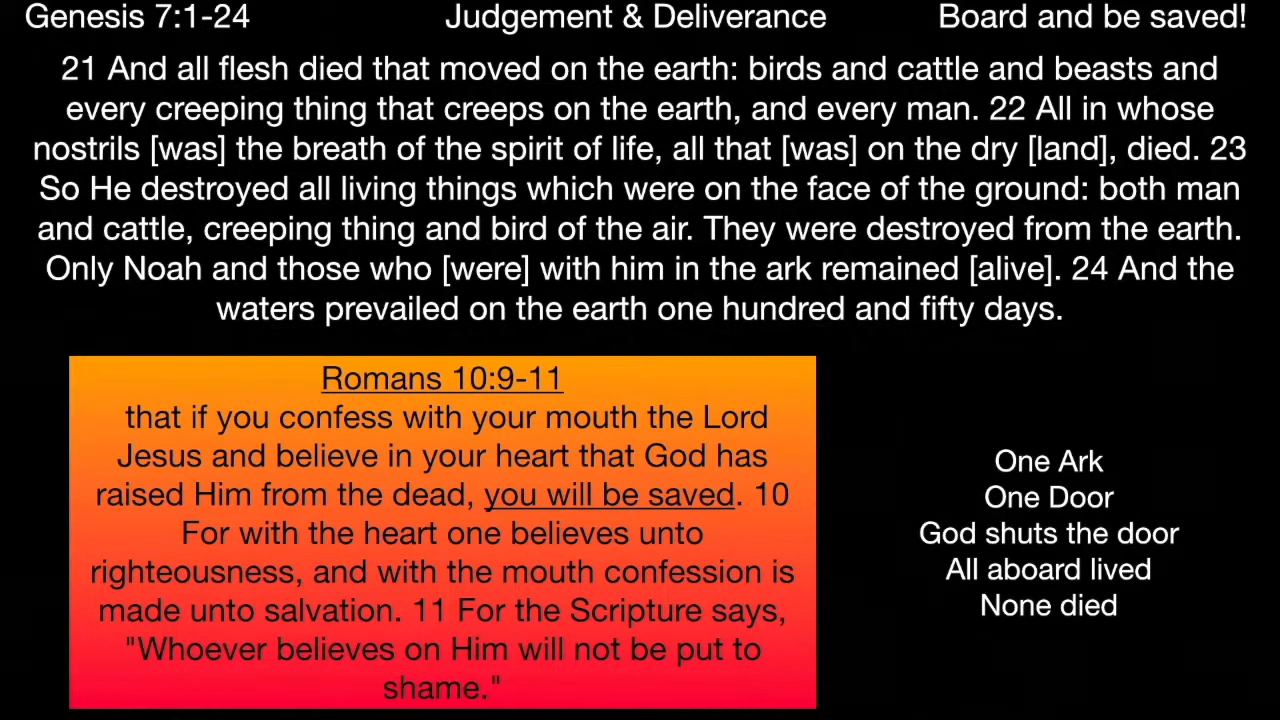 Genesis 7:1-24 Judgement & Deliverance Board and be saved!
21 And all flesh died that moved on the earth: birds and cattle and beasts and
every creeping thing that creeps on the earth, and every man. 22 All in whose
nostrils [was] the breath of the spirit of life, all that [was] on the dry [land], died. 23
So He destroyed all living things which were on the face of the ground: both man
and cattle, creeping thing and bird of the air. They were destroyed from the earth.
Only Noah and those who [were] with him in the ark remained [alive]. 24 And the
waters prevailed on the earth one hundred and fifty days.
Romans 10:9-11
that if you confess with your mouth the Lord
Jesus and believe in your heart that God has
raised Him from the dead, you will be saved. 10
For with the heart one believes unto
righteousness, and with the mouth confession is
made unto salvation. 11 For the Scripture says,
"Whoever believes on Him will not be put to
shame."
One Ark
One Door
God shuts the door
All aboard lived
None died